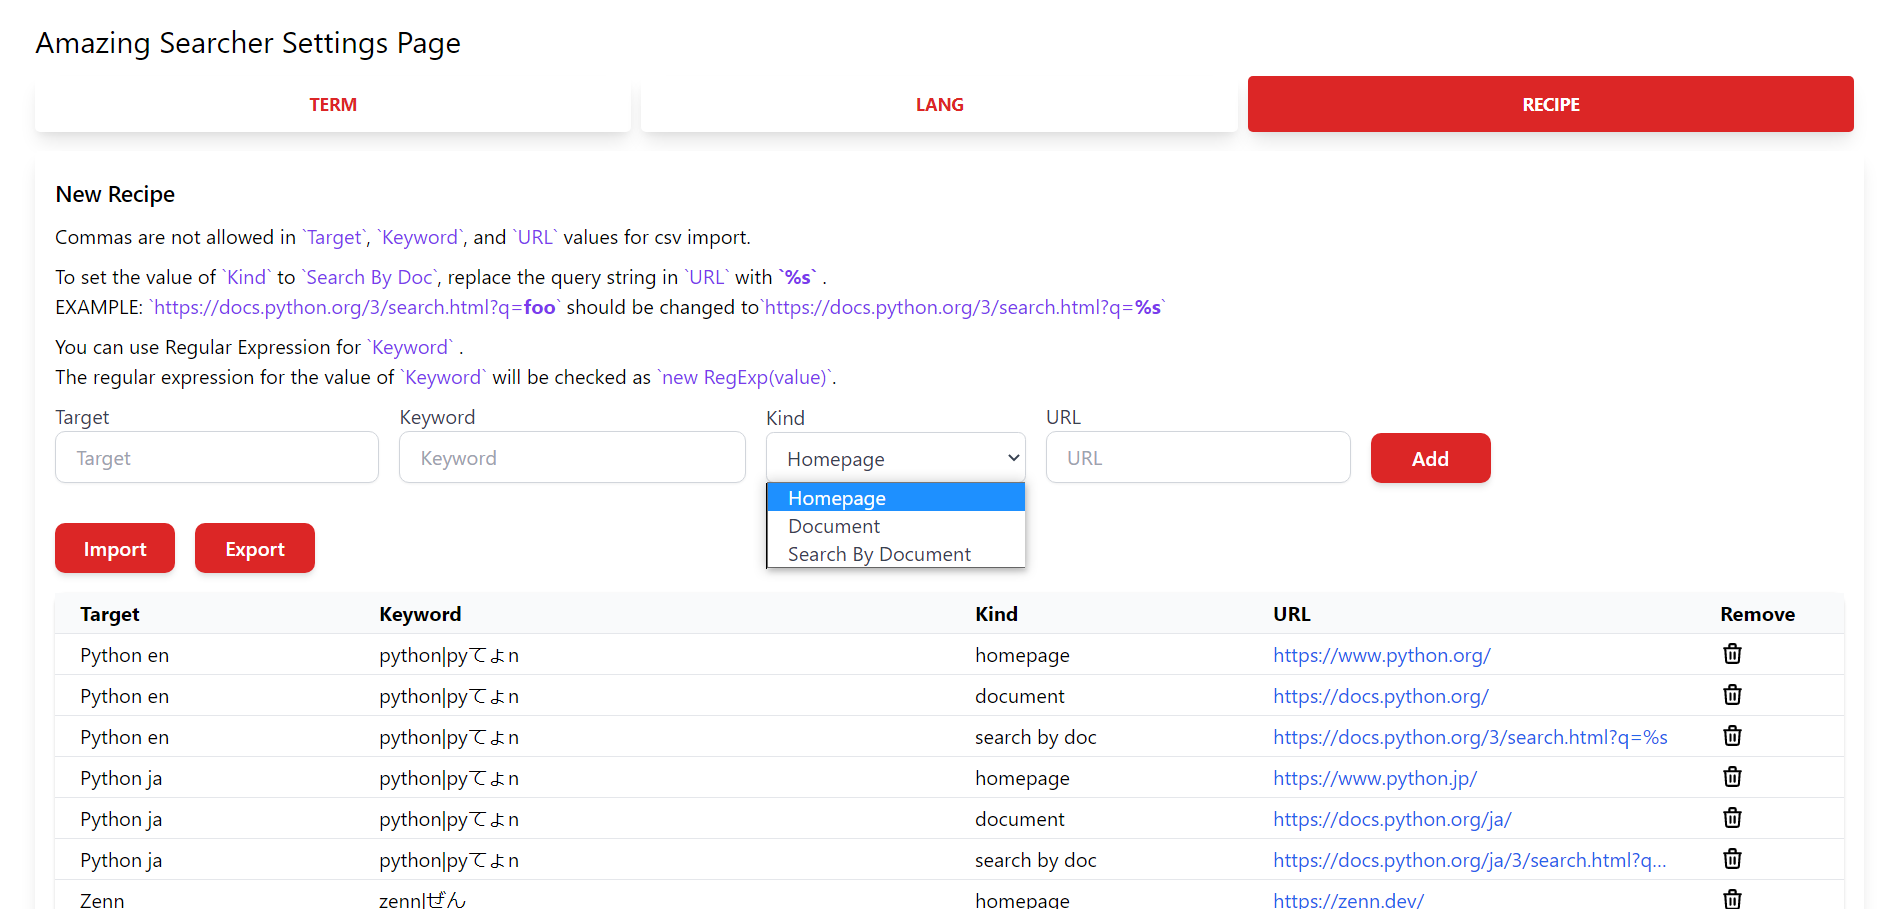 Amazing Searcher Settings Page
TERM LANG RECIPE
New Recipe
Commas are not allowed in `Target`, `Keyword`, and `URL` values for csv import.
To set the value of `Kind` to `Search By Doc`, replace the query string in `URL` with `%s` .
EXAMPLE: `https://docs.python.org/3/search.html?q=foo` should be changed to`https://docs.python.org/3/search.html?q=%s`
You can use Regular Expression for `Keyword` .
The regular expression for the value of `Keyword` will be checked as `new RegExp(value)`.
Target Keyword Kind URL
Target Keyword Homepage URL Add
Homepage
Document
Search By Document
Import Export
Target Keyword Kind URL Remove
Python en python|pyてょn homepage https://www.python.org/
Python en python|pyてょn document https://docs.python.org/
Python en python|pyてょn search by doc https://docs.python.org/3/search.html?q=%s
Python ja python|pyてょn homepage https://www.python.jp/
Python ja python|pyてょn document https://docs.python.org/ja/
Python ja python|pyてょn search by doc https://docs.python.org/ja/3/search.html?q...
Zenn zenn|ぜん homepage https://zenn.dev/